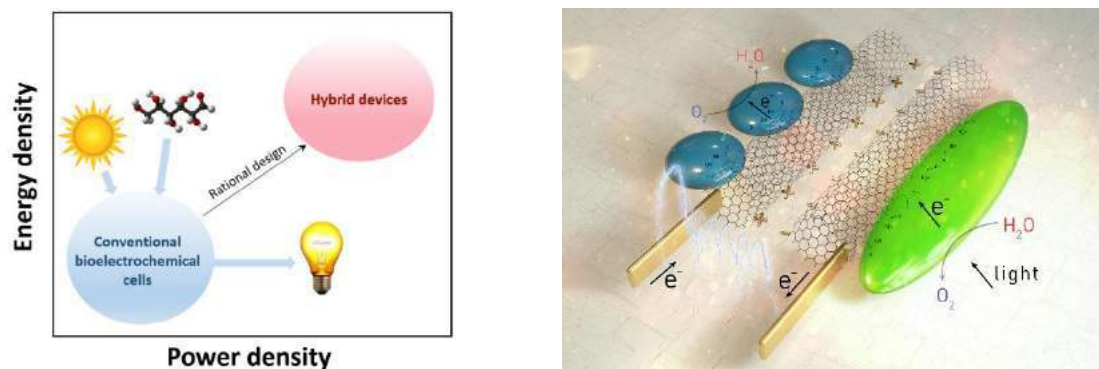 Energy density
Power density
Hybrid devices
Rational design
Conventional
bioelectrochemical
cells
H₂O
O₂
e⁻
e⁻
H₂O
O₂
light
e⁻
e⁻